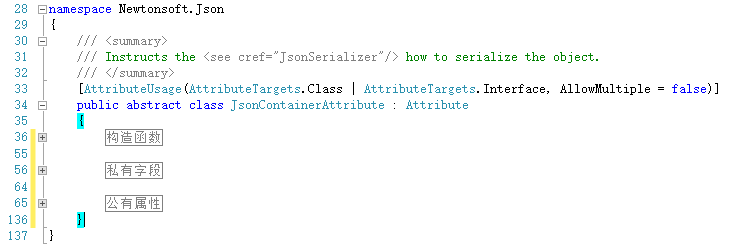 28 namespace Newtonsoft.Json
29 {
30 /// <summary>
31 /// Instructs the <see cref="JsonSerializer"/> how to serialize the object.
32 /// </summary>
33 [AttributeUsage(AttributeTargets.Class | AttributeTargets.Interface, AllowMultiple = false)]
34 public abstract class JsonContainerAttribute : Attribute
35 {
36 构造函数
55
56 私有字段
64
65 公有属性
136 }
137 }